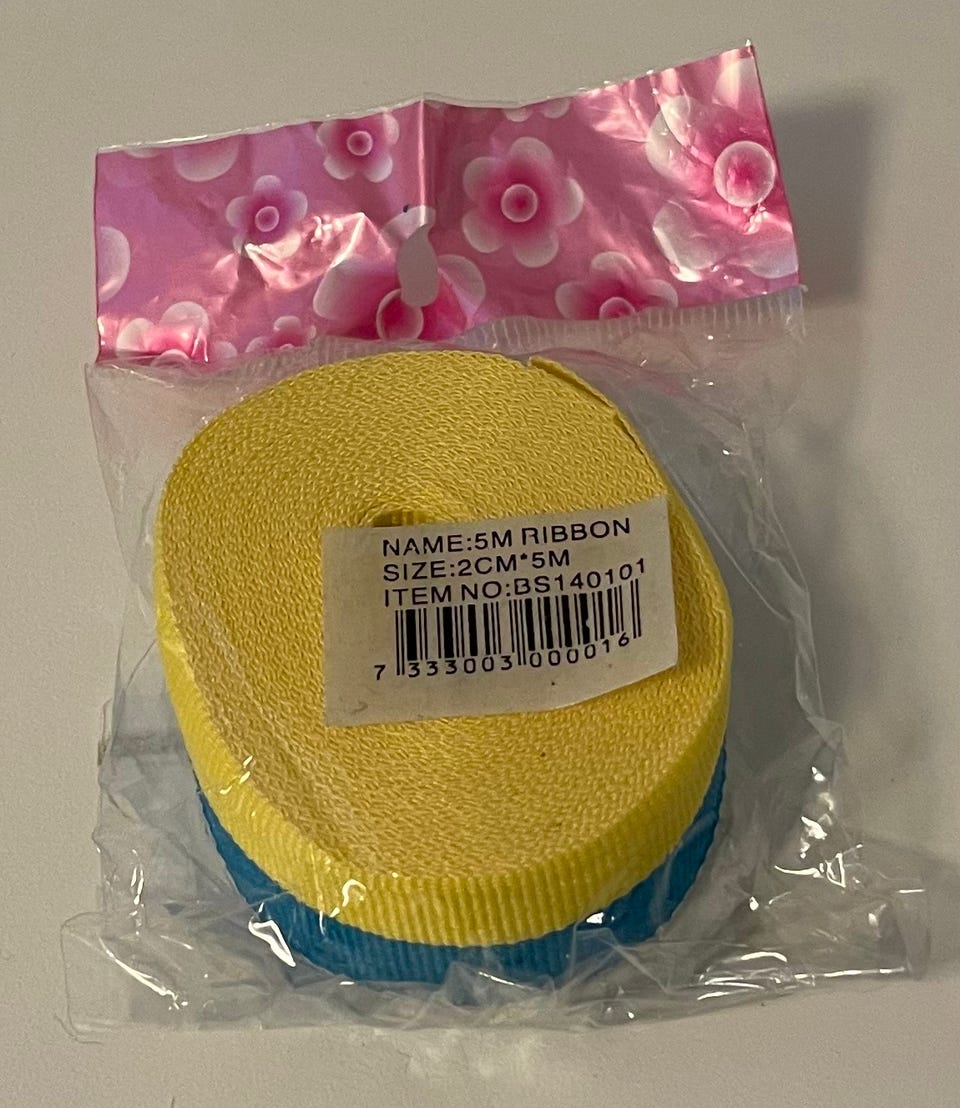 NAME:5M RIBBON
SIZE:2CM*5M
ITEM NO:BS140101
7 333003 000016